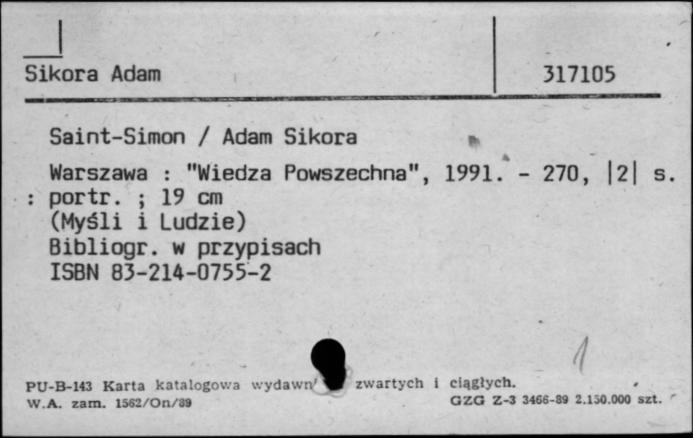 Sikora Adam 317105
Saint-Simon / Adam Sikora
Warszawa : "Wiedza Powszechna", 1991. - 270, |2| s.
: portr. ; 19 cm
(Myśli i Ludzie)
Bibliogr. w przypisach
ISBN 83-214-0755-2
1
PU-B-143 Karta katalogowa wydawn zwartych i ciągłych.
W.A. zam. 1562/On/89 GZG Z-3 3466-89 2.150.000 szt.